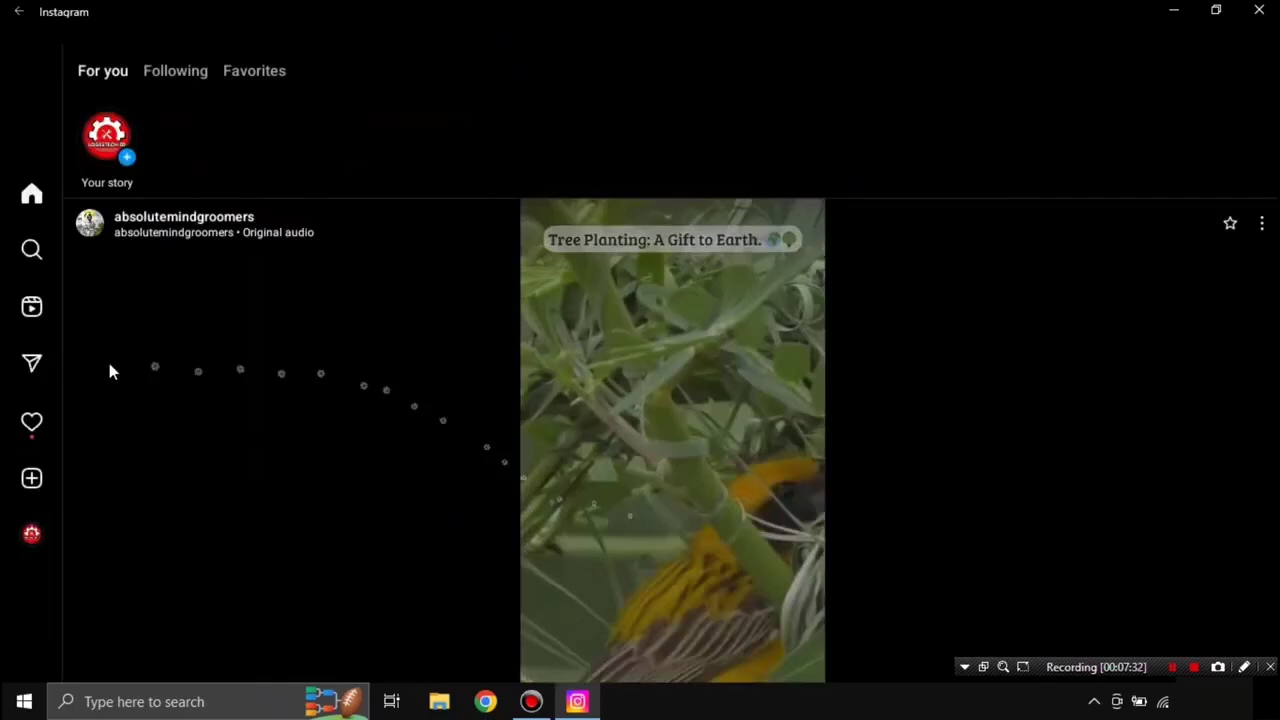 Instagram
For you Following Favorites
Your story
absolutemindgroomers
absolutemindgroomers • Original audio
Tree Planting: A Gift to Earth.
Recording [00:07:32]
Type here to search